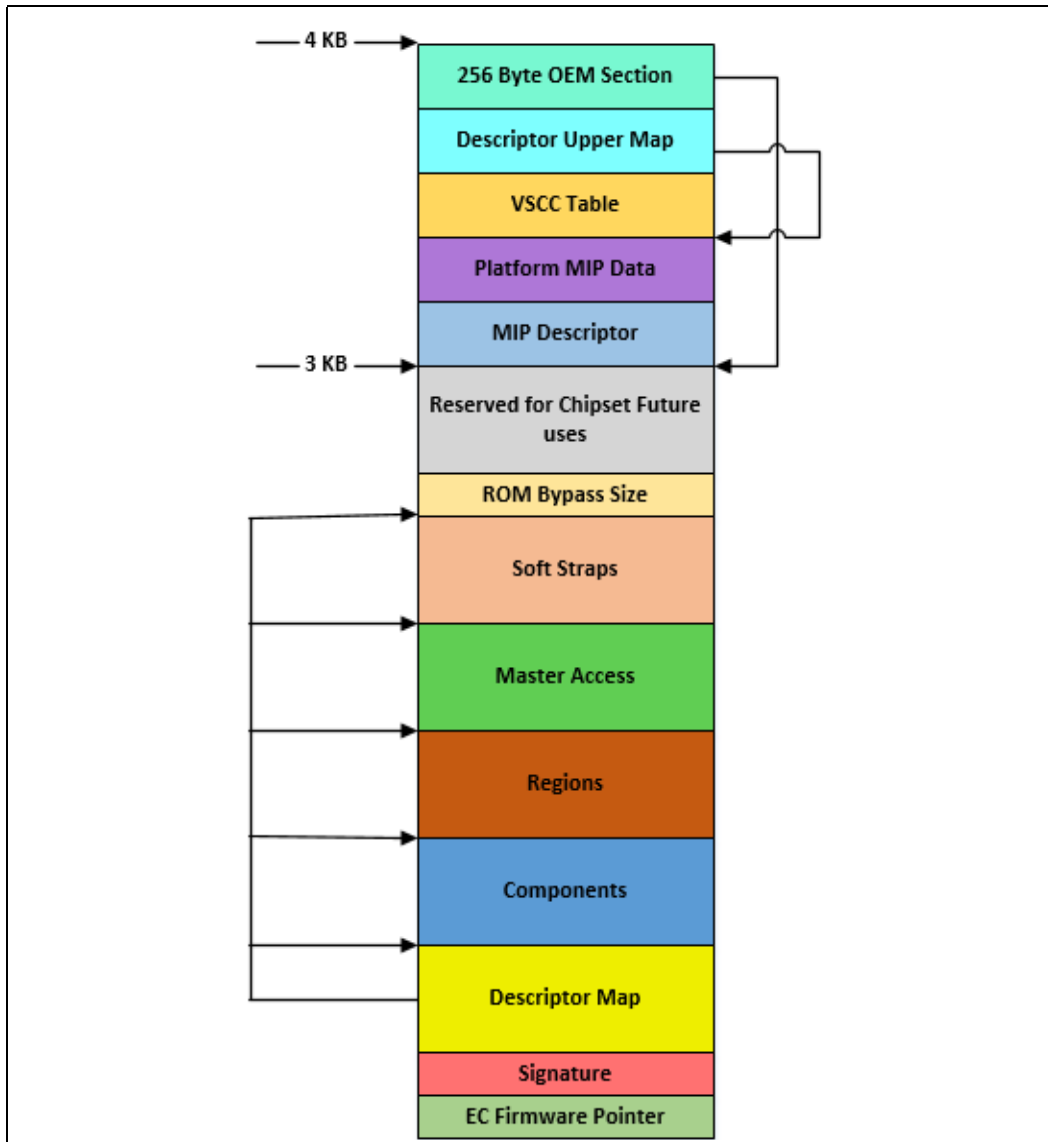 4 KB
256 Byte OEM Section
Descriptor Upper Map
VSCC Table
Platform MIP Data
MIP Descriptor
3 KB
Reserved for Chipset Future
uses
ROM Bypass Size
Soft Straps
Master Access
Regions
Components
Descriptor Map
Signature
EC Firmware Pointer